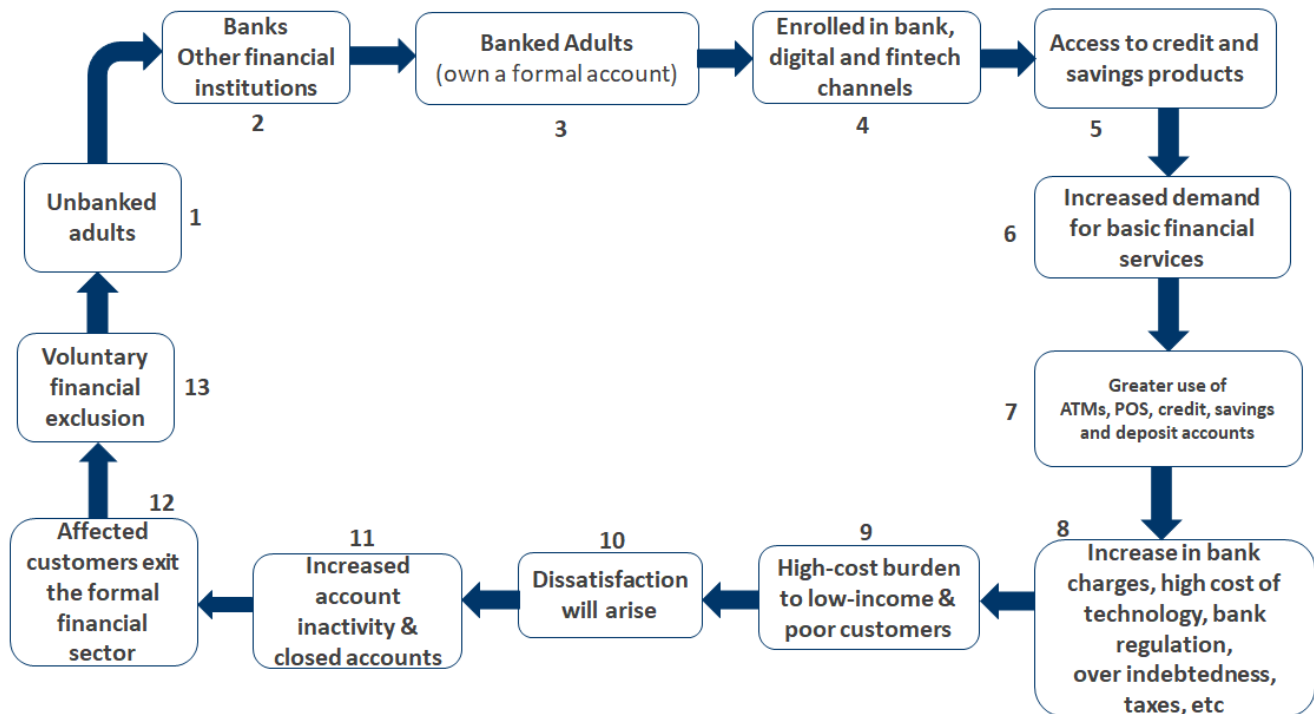 Banks
Other financial
institutions
2
Banked Adults
(own a formal account)
3
Enrolled in bank,
digital and fintech
channels
4
Access to credit and
savings products
5
Unbanked
adults
1
Increased demand
for basic financial
services
6
Voluntary
financial
exclusion
13
Greater use of
ATMs, POS, credit, savings
and deposit accounts
7
12
Affected
customers exit
the formal
financial
sector
11
Increased
account
inactivity &
closed accounts
10
Dissatisfaction
will arise
9
High-cost burden
to low-income &
poor customers
8
Increase in bank
charges, high cost of
technology, bank
regulation,
over indebtedness,
taxes, etc